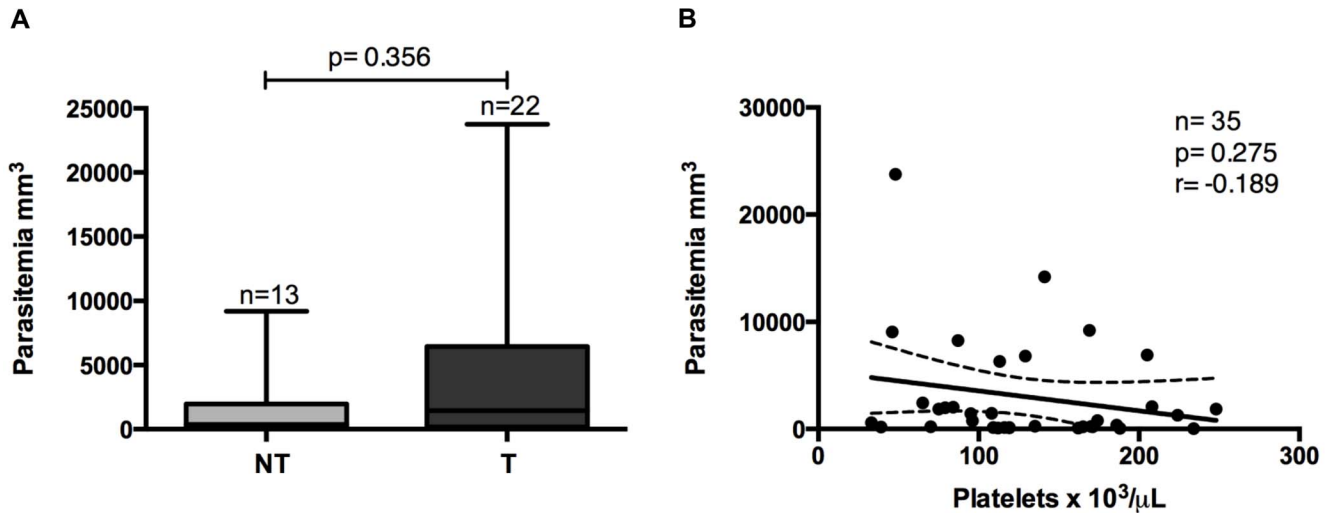 A
p= 0.356
n=22
n=13
Parasitemia mm³
25000
20000
15000
10000
5000
0
NT
T
B
n= 35
p= 0.275
r= -0.189
Parasitemia mm³
30000
20000
10000
0
0
100
200
300
Platelets x 10³/μL